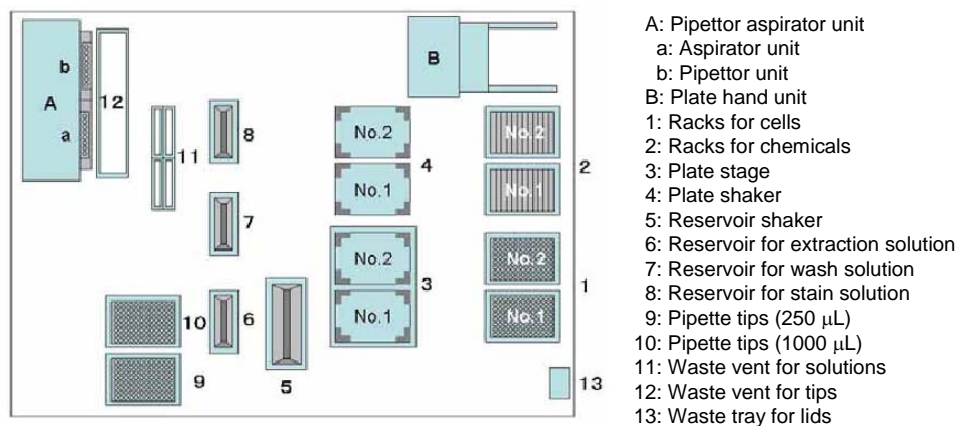 b
A
12
a
11
8
7
10
6
9
5
B
No.2
4
No.1
No.2
3
No.1
No.2
2
No.1
No.2
1
No.1
13
A: Pipettor aspirator unit
a: Aspirator unit
b: Pipettor unit
B: Plate hand unit
1: Racks for cells
2: Racks for chemicals
3: Plate stage
4: Plate shaker
5: Reservoir shaker
6: Reservoir for extraction solution
7: Reservoir for wash solution
8: Reservoir for stain solution
9: Pipette tips (250 μL)
10: Pipette tips (1000 μL)
11: Waste vent for solutions
12: Waste vent for tips
13: Waste tray for lids